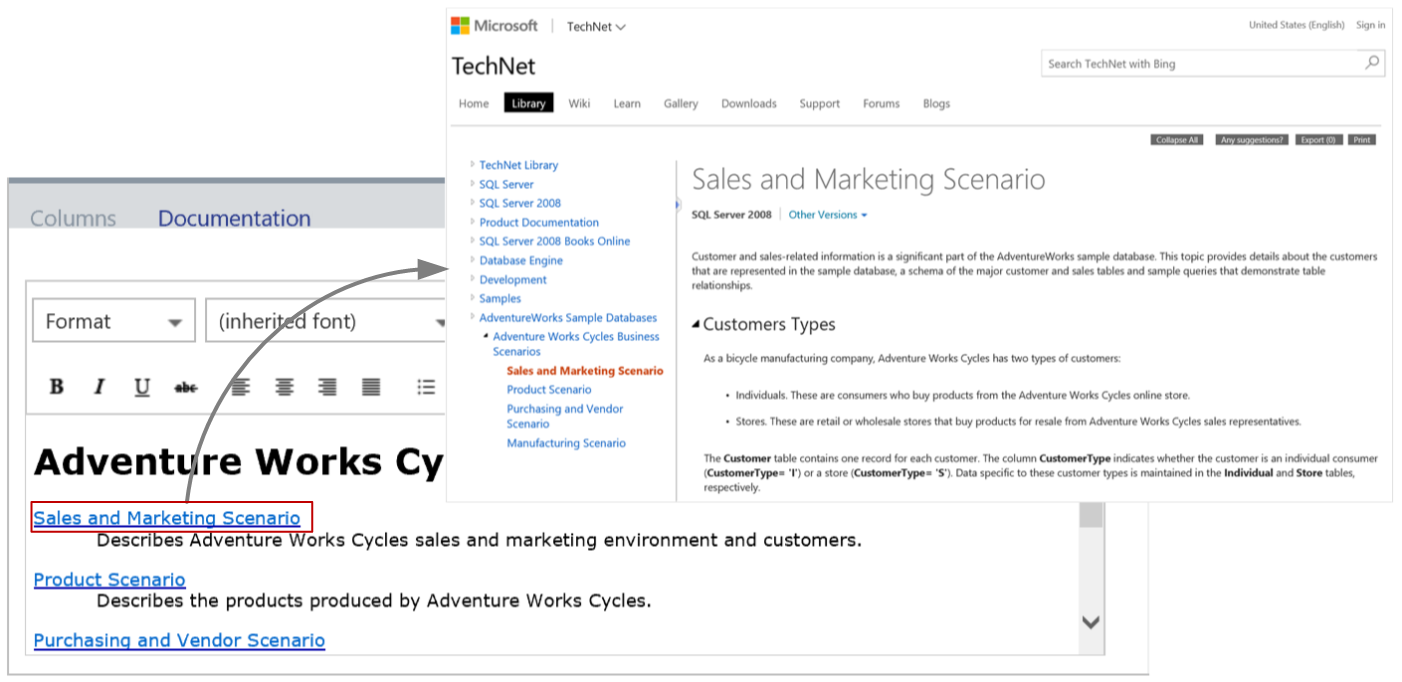 Microsoft TechNet
United States (English) Sign in
TechNet
Search TechNet with Bing
Home Library Wiki Learn Gallery Downloads Support Forums Blogs
Collapse All Any suggestions? Export (0) Print
TechNet Library
SQL Server
SQL Server 2008
Product Documentation
SQL Server 2008 Books Online
Database Engine
Development
Samples
AdventureWorks Sample Databases
Adventure Works Cycles Business
Scenarios
Sales and Marketing Scenario
Product Scenario
Purchasing and Vendor
Scenario
Manufacturing Scenario
Sales and Marketing Scenario
SQL Server 2008 Other Versions
Customer and sales-related information is a significant part of the AdventureWorks sample database. This topic provides details about the customers
that are represented in the sample database, a schema of the major customer and sales tables and sample queries that demonstrate table
relationships.
Customers Types
As a bicycle manufacturing company, Adventure Works Cycles has two types of customers:
• Individuals. These are consumers who buy products from the Adventure Works Cycles online store.
• Stores. These are retail or wholesale stores that buy products for resale from Adventure Works Cycles sales representatives.
The Customer table contains one record for each customer. The column CustomerType indicates whether the customer is an individual consumer
(CustomerType= 'I') or a store (CustomerType= 'S'). Data specific to these customer types is maintained in the Individual and Store tables,
respectively.
Columns Documentation
Format (inherited font)
B I U abc
Adventure Works Cy
Sales and Marketing Scenario
Describes Adventure Works Cycles sales and marketing environment and customers.
Product Scenario
Describes the products produced by Adventure Works Cycles.
Purchasing and Vendor Scenario